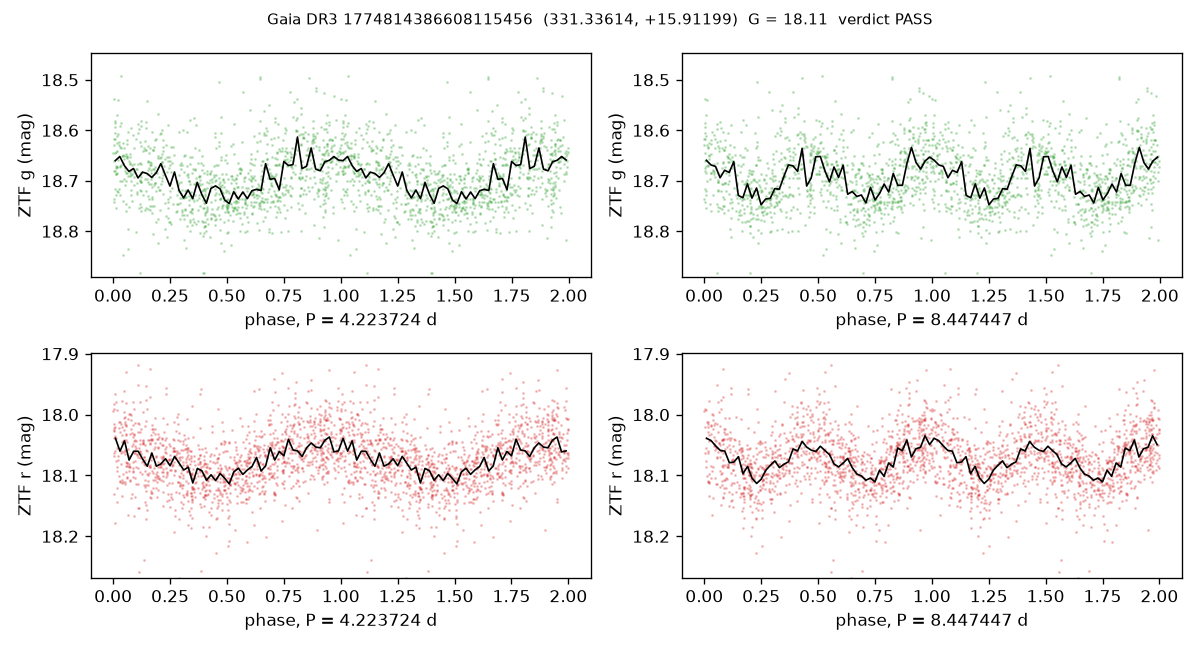 Gaia DR3 1774814386608115456  (331.33614, +15.91199)  G = 18.11  verdict PASS
ZTF g (mag)
18.5
18.6
18.7
18.8
0.00 0.25 0.50 0.75 1.00 1.25 1.50 1.75 2.00
phase, P = 4.223724 d
ZTF g (mag)
18.5
18.6
18.7
18.8
0.00 0.25 0.50 0.75 1.00 1.25 1.50 1.75 2.00
phase, P = 8.447447 d
ZTF r (mag)
17.9
18.0
18.1
18.2
0.00 0.25 0.50 0.75 1.00 1.25 1.50 1.75 2.00
phase, P = 4.223724 d
ZTF r (mag)
17.9
18.0
18.1
18.2
0.00 0.25 0.50 0.75 1.00 1.25 1.50 1.75 2.00
phase, P = 8.447447 d